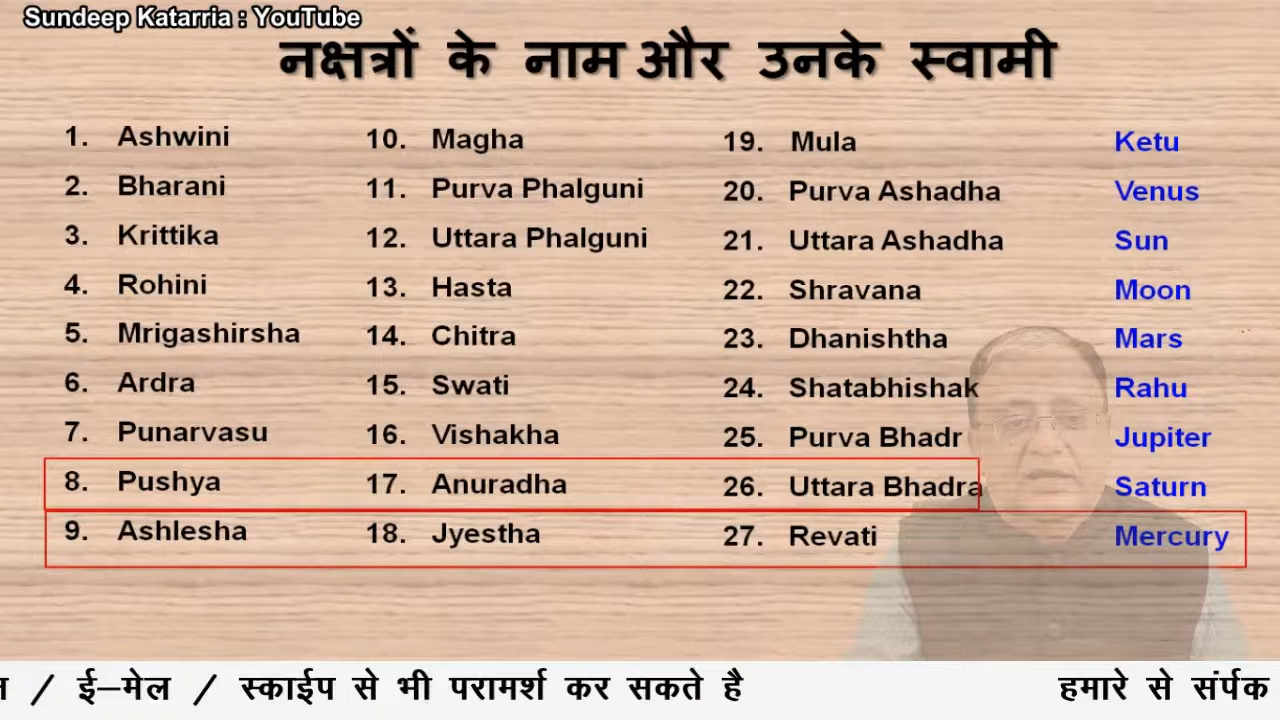 Sundeep Katarria : YouTube
नक्षत्रों के नाम और उनके स्वामी
1. Ashwini 10. Magha 19. Mula Ketu
2. Bharani 11. Purva Phalguni 20. Purva Ashadha Venus
3. Krittika 12. Uttara Phalguni 21. Uttara Ashadha Sun
4. Rohini 13. Hasta 22. Shravana Moon
5. Mrigashirsha 14. Chitra 23. Dhanishtha Mars
6. Ardra 15. Swati 24. Shatabhishak Rahu
7. Punarvasu 16. Vishakha 25. Purva Bhadr Jupiter
8. Pushya 17. Anuradha 26. Uttara Bhadra Saturn
9. Ashlesha 18. Jyestha 27. Revati Mercury
/ ई–मेल / स्काईप से भी परामर्श कर सकते है हमारे से संर्पक